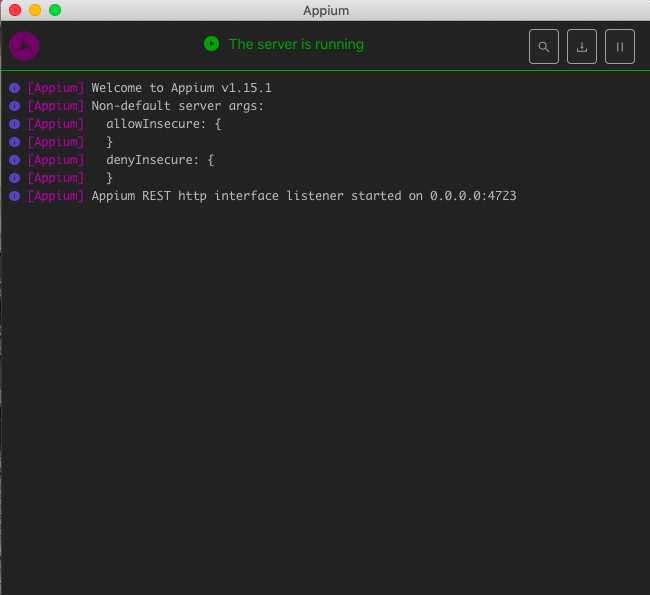 Appium
The server is running
[Appium] Welcome to Appium v1.15.1
[Appium] Non-default server args:
[Appium]   allowInsecure: {
[Appium]   }
[Appium]   denyInsecure: {
[Appium]   }
[Appium] Appium REST http interface listener started on 0.0.0.0:4723